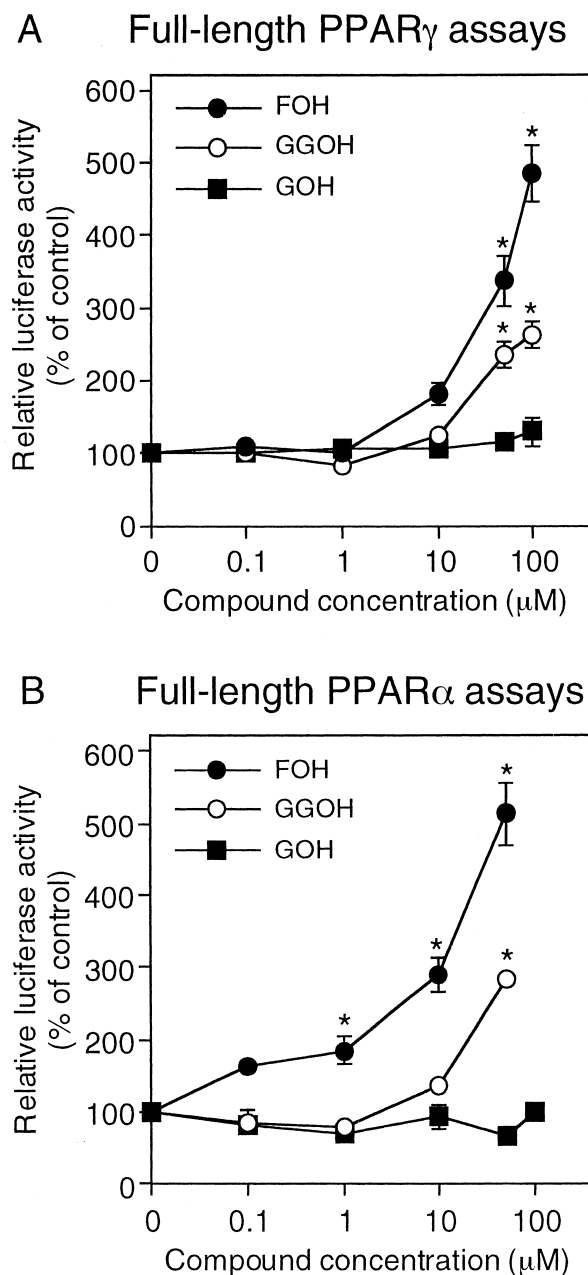 A Full-length PPARγ assays
Relative luciferase activity
(% of control)
600
500
400
300
200
100
0
FOH
GGOH
GOH
*
*
*
*
0 0.1 1 10 100
Compound concentration (μM)
B Full-length PPARα assays
Relative luciferase activity
(% of control)
600
500
400
300
200
100
0
FOH
GGOH
GOH
*
*
*
*
0 0.1 1 10 100
Compound concentration (μM)